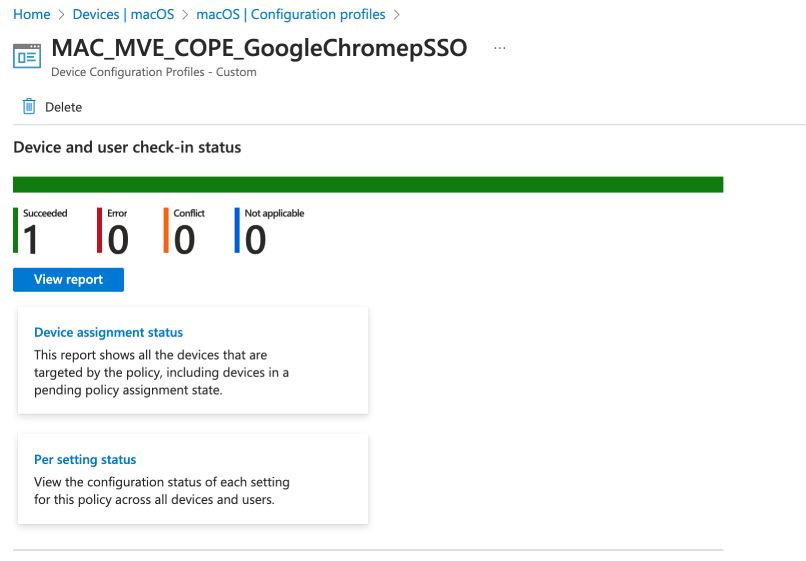 Home > Devices | macOS > macOS | Configuration profiles >
MAC_MVE_COPE_GoogleChromepSSO ...
Device Configuration Profiles - Custom
Delete
Device and user check-in status
Succeeded
1
Error
0
Conflict
0
Not applicable
0
View report
Device assignment status
This report shows all the devices that are
targeted by the policy, including devices in a
pending policy assignment state.
Per setting status
View the configuration status of each setting
for this policy across all devices and users.